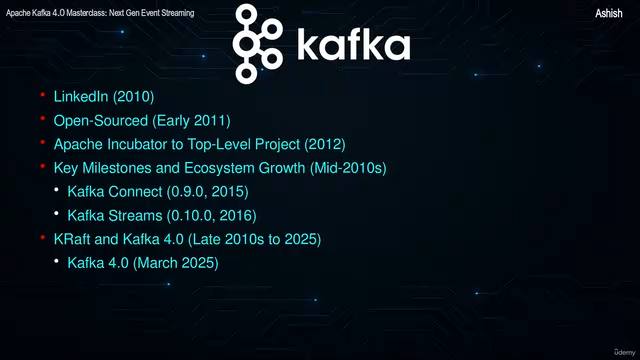 Apache Kafka 4.0 Masterclass: Next Gen Event Streaming
Ashish
kafka
• LinkedIn (2010)
• Open-Sourced (Early 2011)
• Apache Incubator to Top-Level Project (2012)
• Key Milestones and Ecosystem Growth (Mid-2010s)
• Kafka Connect (0.9.0, 2015)
• Kafka Streams (0.10.0, 2016)
• KRaft and Kafka 4.0 (Late 2010s to 2025)
• Kafka 4.0 (March 2025)
udemy